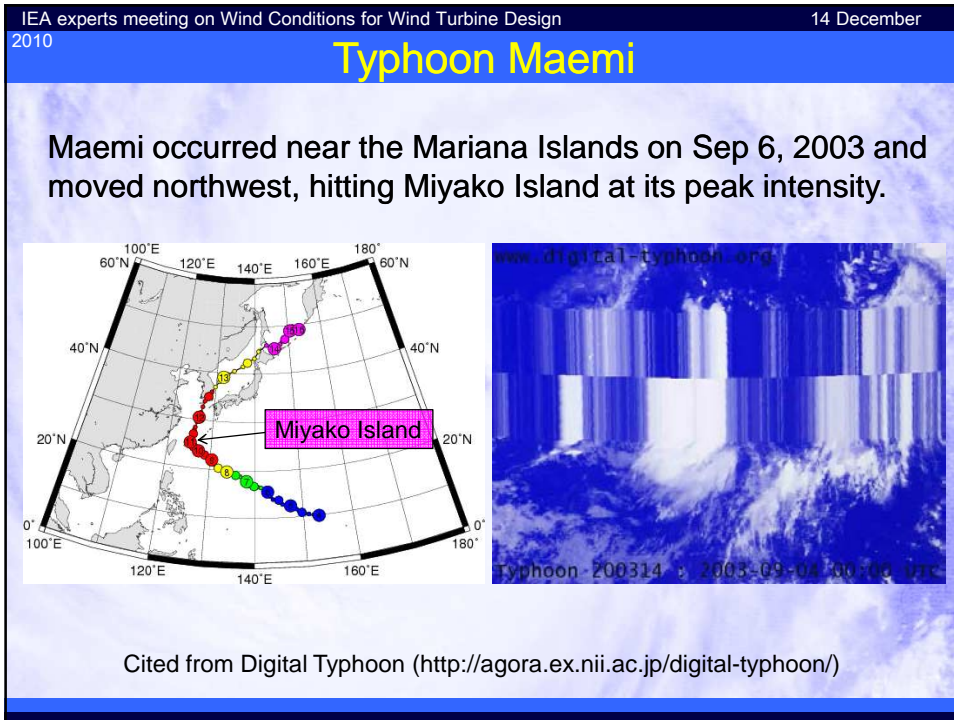 IEA experts meeting on Wind Conditions for Wind Turbine Design 14 December
2010
Typhoon Maemi
Maemi occurred near the Mariana Islands on Sep 6, 2003 and
moved northwest, hitting Miyako Island at its peak intensity.
100°E 180°
60°N 120°E 140°E 160°E 60°N
40°N 40°N
13
14
Miyako Island
20°N 20°N
8
7
0° 0°
100°E 180°
120°E 140°E 160°E
www.digital-typhoon.org
Typhoon 200314 : 2003-09-04 00:00 UTC
Cited from Digital Typhoon (http://agora.ex.nii.ac.jp/digital-typhoon/)